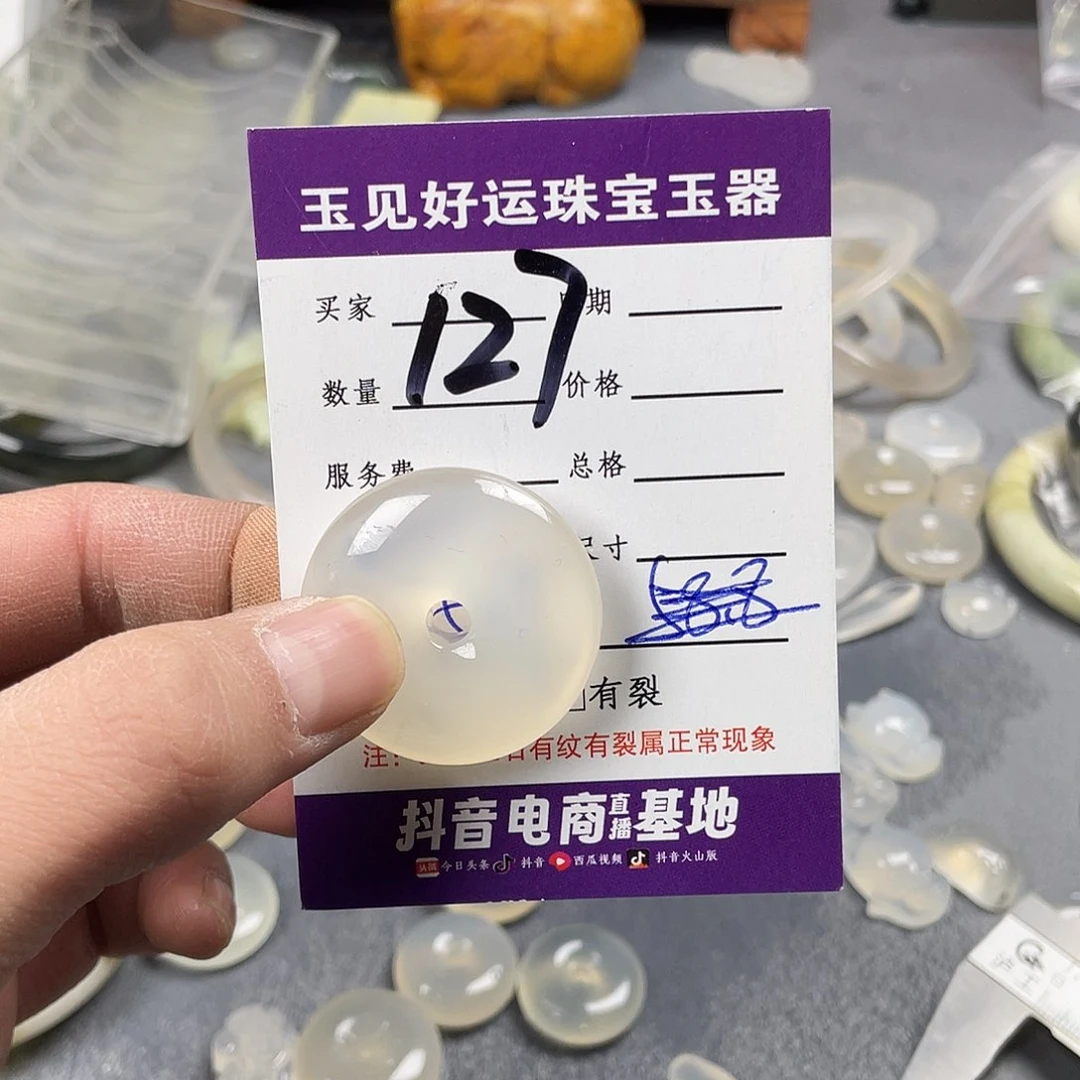 玉见好运珠宝玉器
买家 期
127
数量 价格
服务费 总格
尺寸
有裂
注: 有纹有裂属正常现象
抖音电商直播基地
头条 今日头条 抖音 西瓜视频 抖音火山版